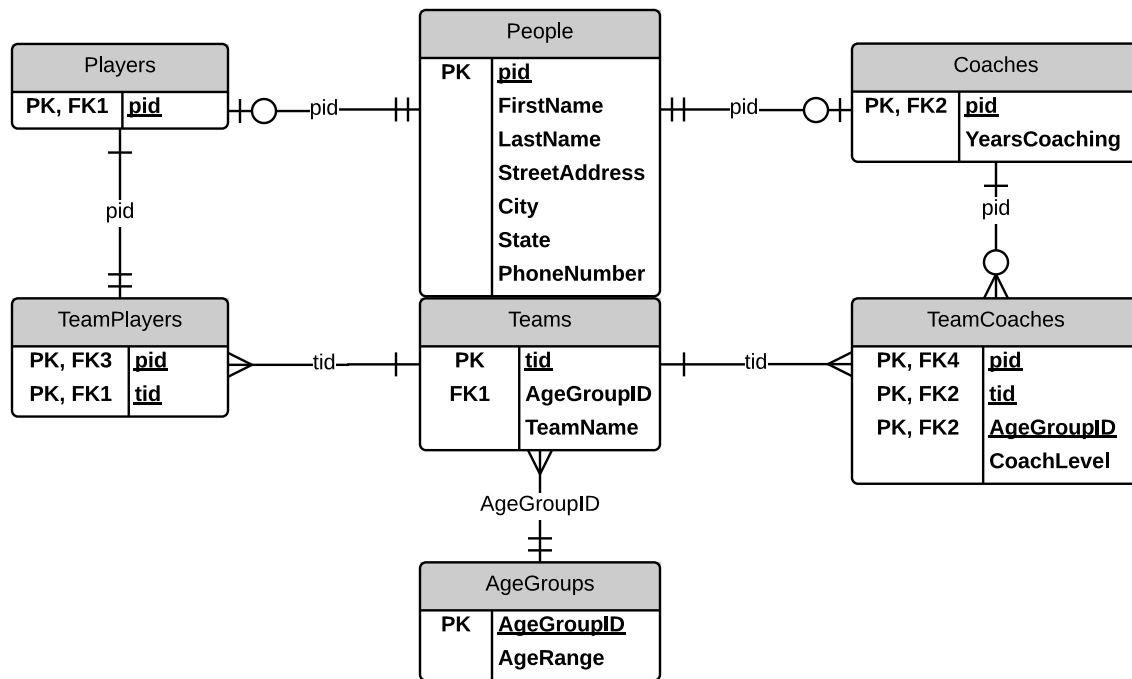 People
PK pid
FirstName
LastName
StreetAddress
City
State
PhoneNumber
Players
PK, FK1 pid
Coaches
PK, FK2 pid
YearsCoaching
pid
pid
pid
pid
TeamPlayers
PK, FK3 pid
PK, FK1 tid
Teams
PK tid
FK1 AgeGroupID
TeamName
TeamCoaches
PK, FK4 pid
PK, FK2 tid
PK, FK2 AgeGroupID
CoachLevel
tid
tid
AgeGroupID
AgeGroups
PK AgeGroupID
AgeRange